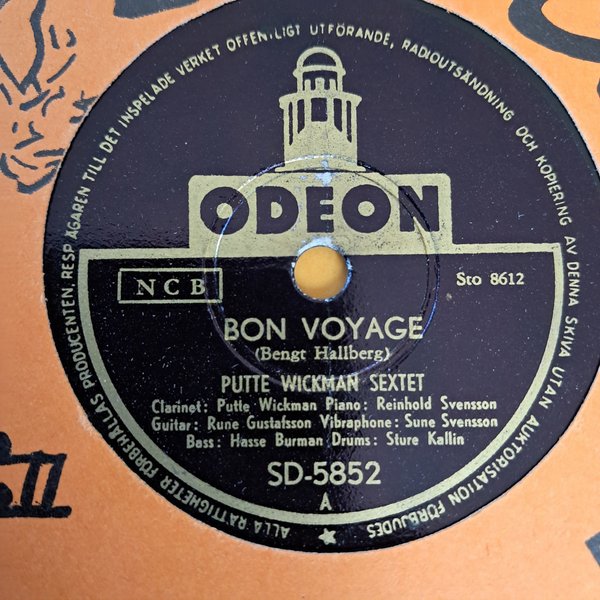 ALLA RÄTTIGHETER FÖRBEHÅLLAS PRODUCENTEN, RESP ÄGAREN TILL DET INSPELADE VERKET OFFENTLIGT UTFÖRANDE, RADIOUTSÄNDNING OCH KOPIERING AV DENNA SKIVA UTAN AUKTORISATION FÖRBJUDES
ODEON
NCB
Sto 8612
BON VOYAGE
(Bengt Hallberg)
PUTTE WICKMAN SEXTET
Clarinet: Putte Wickman Piano: Reinhold Svensson
Guitar: Rune Gustafsson Vibraphone: Sune Svensson
Bass: Hasse Burman Drums: Sture Kallin
SD-5852
A